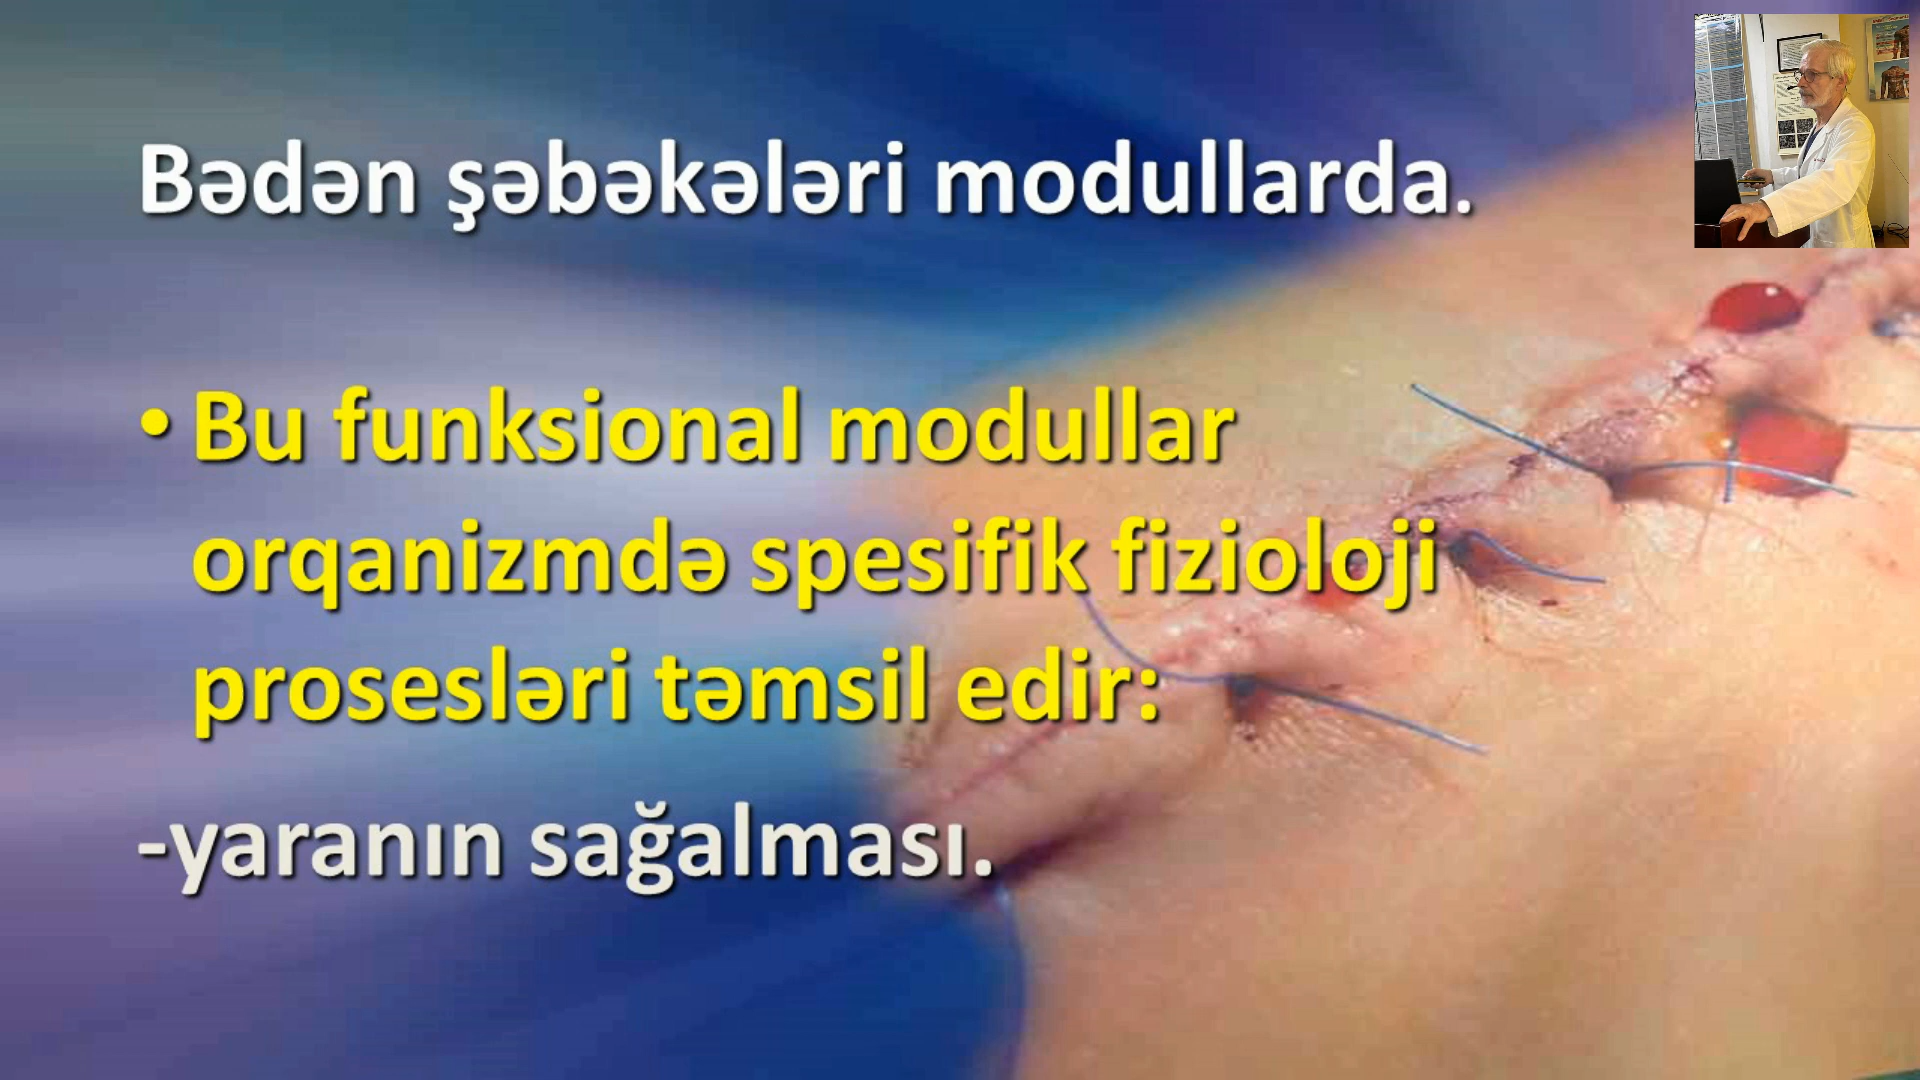 Bədən şəbəkələri modullarda.
• Bu funksional modullar
orqanizmdə spesifik fizioloji
prosesləri təmsil edir:
-yaranın sağalması.